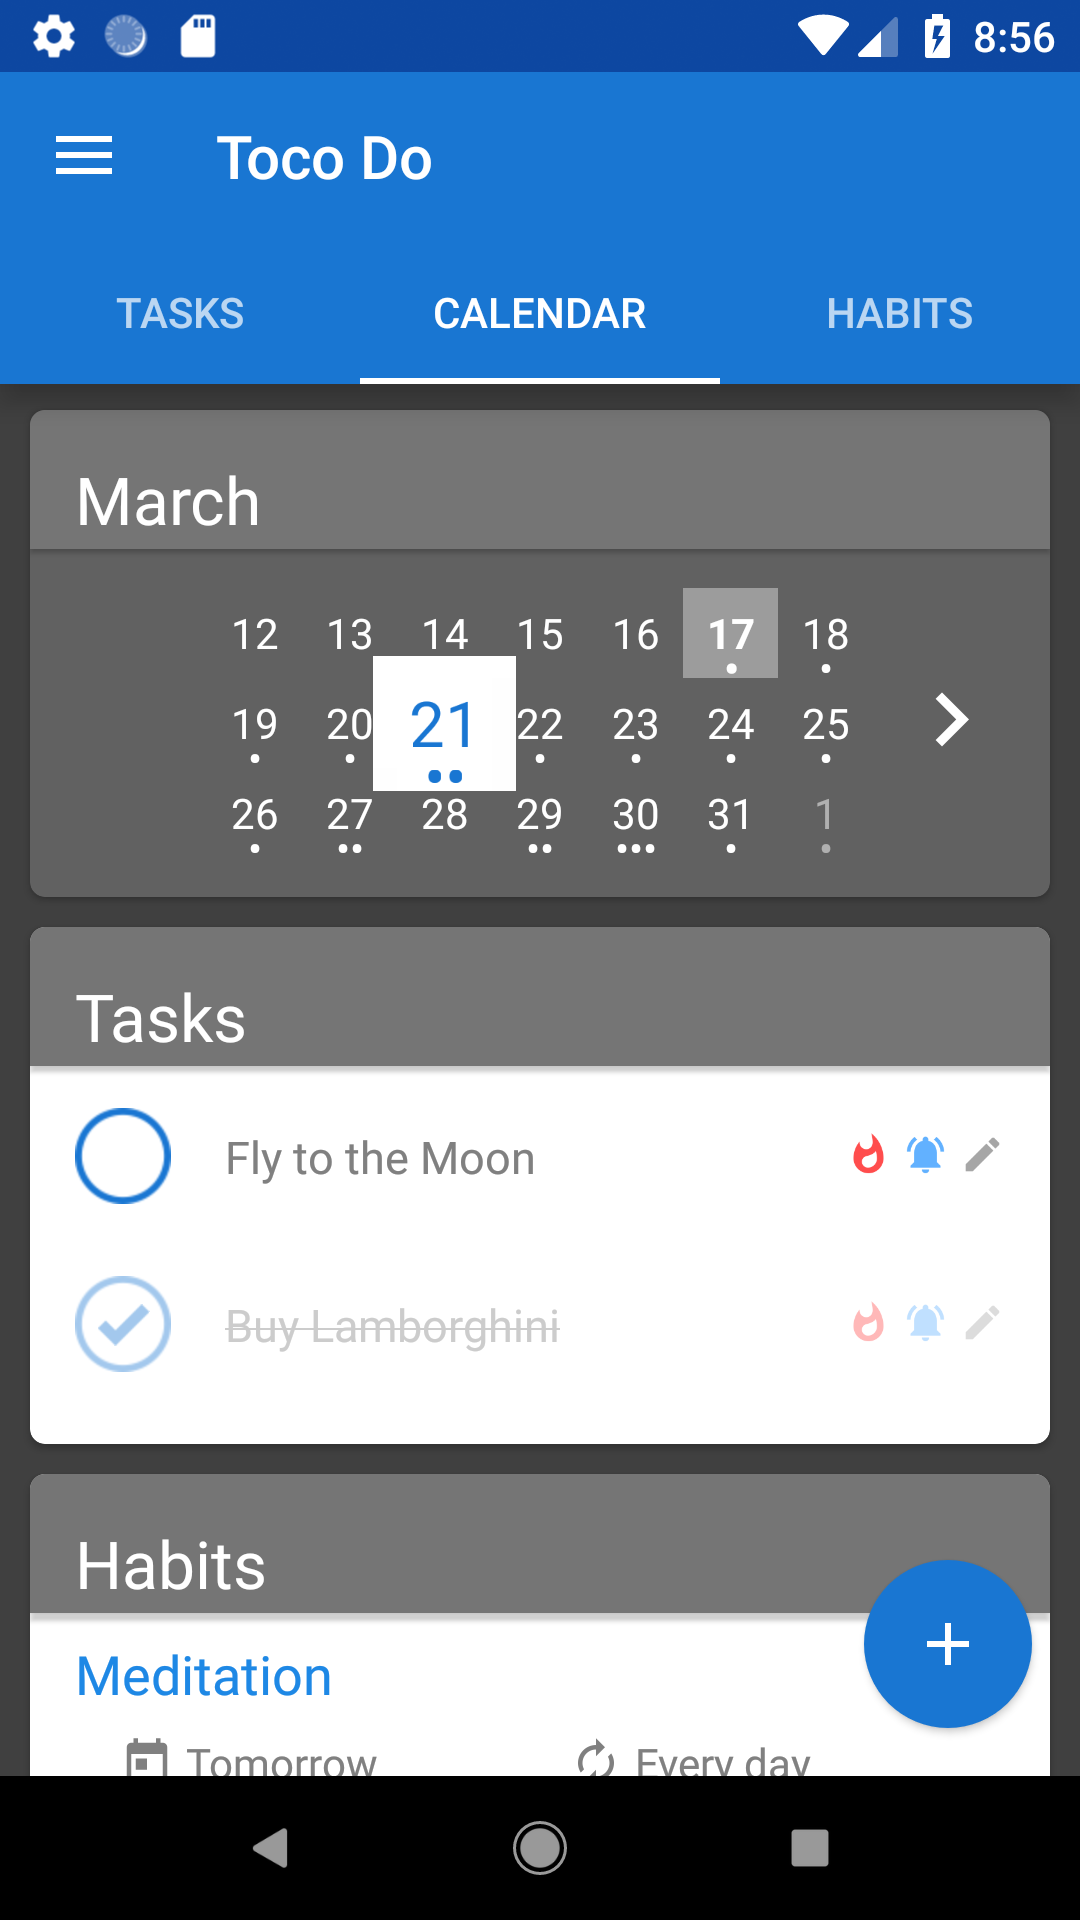 8:56
Toco Do
TASKS CALENDAR HABITS
March
12 13 14 15 16 17 18
19 20 21 22 23 24 25
26 27 28 29 30 31 1
Tasks
Fly to the Moon
Buy Lamborghini
Habits
Meditation
Tomorrow Every day